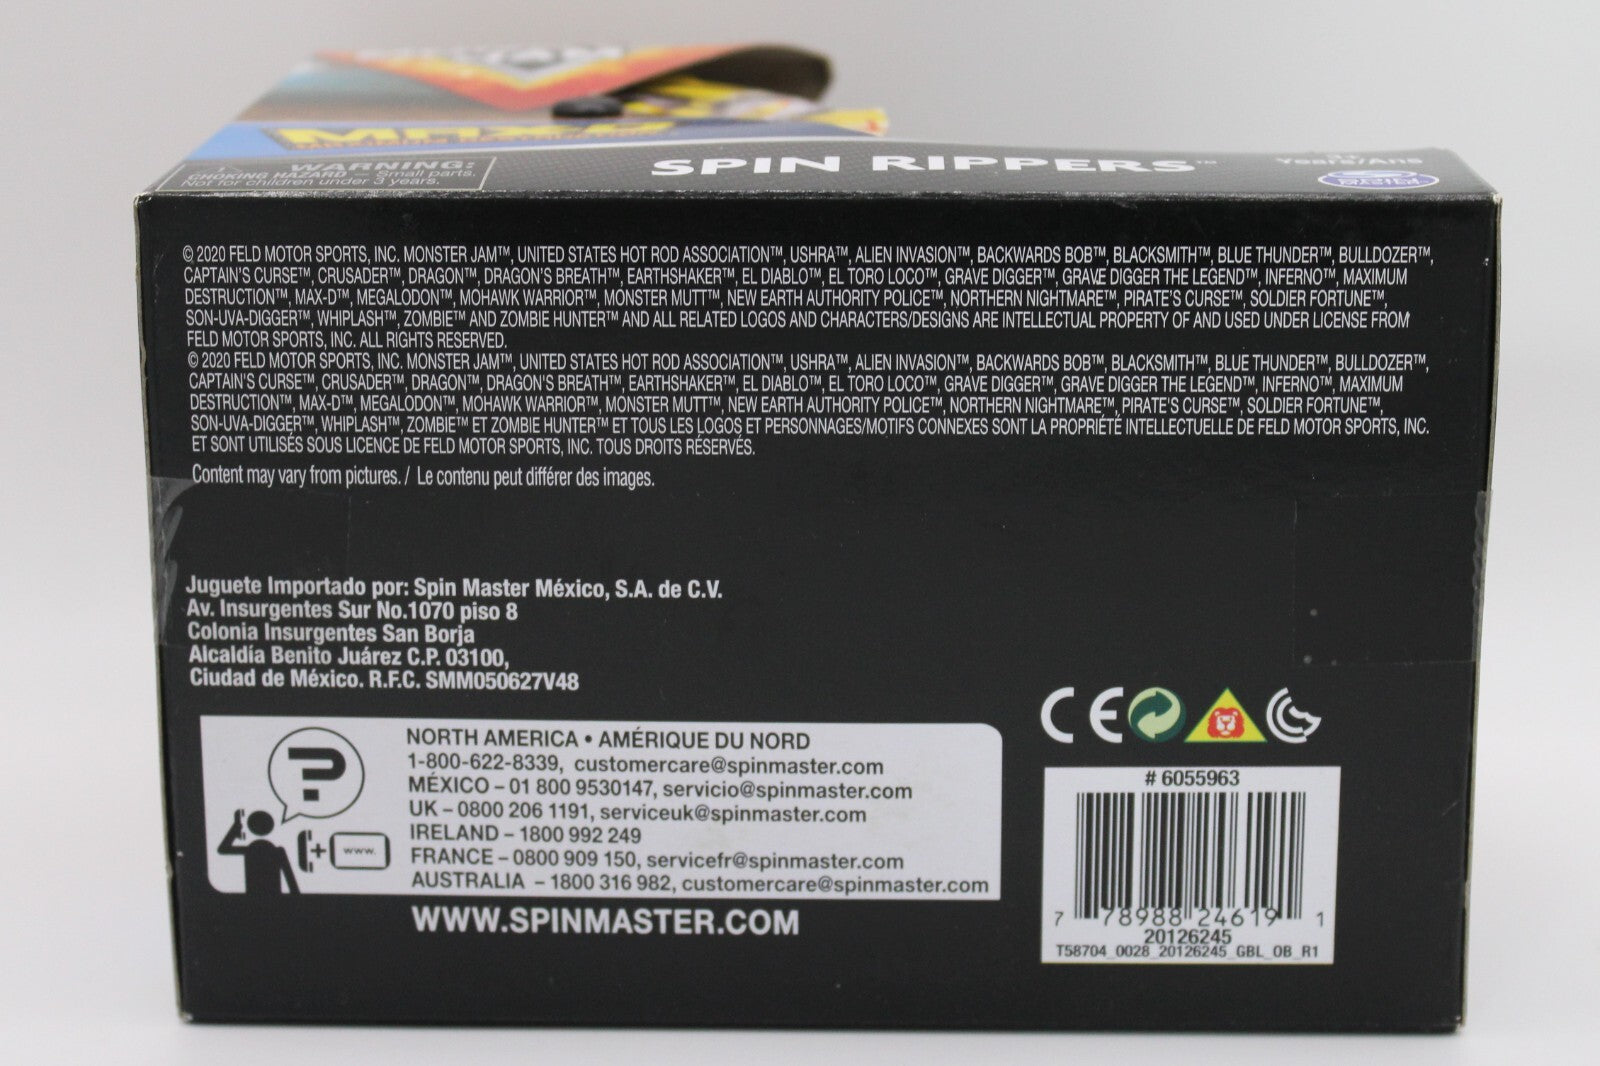 MAX-D
WARNING:
CHOKING HAZARD – Small parts.
Not for children under 3 years.
SPIN RIPPERS™
3+
Years/Ans
SPIN MASTER
© 2020 FELD MOTOR SPORTS, INC. MONSTER JAM™, UNITED STATES HOT ROD ASSOCIATION™, USHRA™, ALIEN INVASION™, BACKWARDS BOB™, BLACKSMITH™, BLUE THUNDER™, BULLDOZER™,
CAPTAIN'S CURSE™, CRUSADER™, DRAGON™, DRAGON'S BREATH™, EARTHSHAKER™, EL DIABLO™, EL TORO LOCO™, GRAVE DIGGER™, GRAVE DIGGER THE LEGEND™, INFERNO™, MAXIMUM
DESTRUCTION™, MAX-D™, MEGALODON™, MOHAWK WARRIOR™, MONSTER MUTT™, NEW EARTH AUTHORITY POLICE™, NORTHERN NIGHTMARE™, PIRATE'S CURSE™, SOLDIER FORTUNE™,
SON-UVA-DIGGER™, WHIPLASH™, ZOMBIE™ AND ZOMBIE HUNTER™ AND ALL RELATED LOGOS AND CHARACTERS/DESIGNS ARE INTELLECTUAL PROPERTY OF AND USED UNDER LICENSE FROM
FELD MOTOR SPORTS, INC. ALL RIGHTS RESERVED.
© 2020 FELD MOTOR SPORTS, INC. MONSTER JAM™, UNITED STATES HOT ROD ASSOCIATION™, USHRA™, ALIEN INVASION™, BACKWARDS BOB™, BLACKSMITH™, BLUE THUNDER™, BULLDOZER™,
CAPTAIN'S CURSE™, CRUSADER™, DRAGON™, DRAGON'S BREATH™, EARTHSHAKER™, EL DIABLO™, EL TORO LOCO™, GRAVE DIGGER™, GRAVE DIGGER THE LEGEND™, INFERNO™, MAXIMUM
DESTRUCTION™, MAX-D™, MEGALODON™, MOHAWK WARRIOR™, MONSTER MUTT™, NEW EARTH AUTHORITY POLICE™, NORTHERN NIGHTMARE™, PIRATE'S CURSE™, SOLDIER FORTUNE™,
SON-UVA-DIGGER™, WHIPLASH™, ZOMBIE™ ET ZOMBIE HUNTER™ ET TOUS LES LOGOS ET PERSONNAGES/MOTIFS CONNEXES SONT LA PROPRIÉTÉ INTELLECTUELLE DE FELD MOTOR SPORTS, INC.
ET SONT UTILISÉS SOUS LICENCE DE FELD MOTOR SPORTS, INC. TOUS DROITS RÉSERVÉS.
Content may vary from pictures. / Le contenu peut différer des images.
Juguete Importado por: Spin Master México, S.A. de C.V.
Av. Insurgentes Sur No.1070 piso 8
Colonia Insurgentes San Borja
Alcaldía Benito Juárez C.P. 03100,
Ciudad de México. R.F.C. SMM050627V48
NORTH AMERICA • AMÉRIQUE DU NORD
1-800-622-8339, customercare@spinmaster.com
MÉXICO – 01 800 9530147, servicio@spinmaster.com
UK – 0800 206 1191, serviceuk@spinmaster.com
IRELAND – 1800 992 249
FRANCE – 0800 909 150, servicefr@spinmaster.com
AUSTRALIA – 1800 316 982, customercare@spinmaster.com
?
+
www.
WWW.SPINMASTER.COM
CE
# 6055963
7 78988 24619 1
20126245
T58704_0028_20126245_GBL_OB_R1